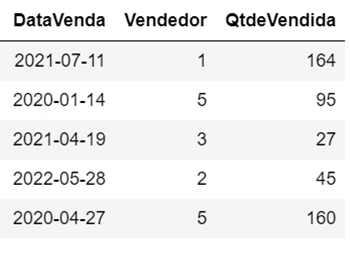 DataVenda Vendedor QtdeVendida
2021-07-11 1 164
2020-01-14 5 95
2021-04-19 3 27
2022-05-28 2 45
2020-04-27 5 160